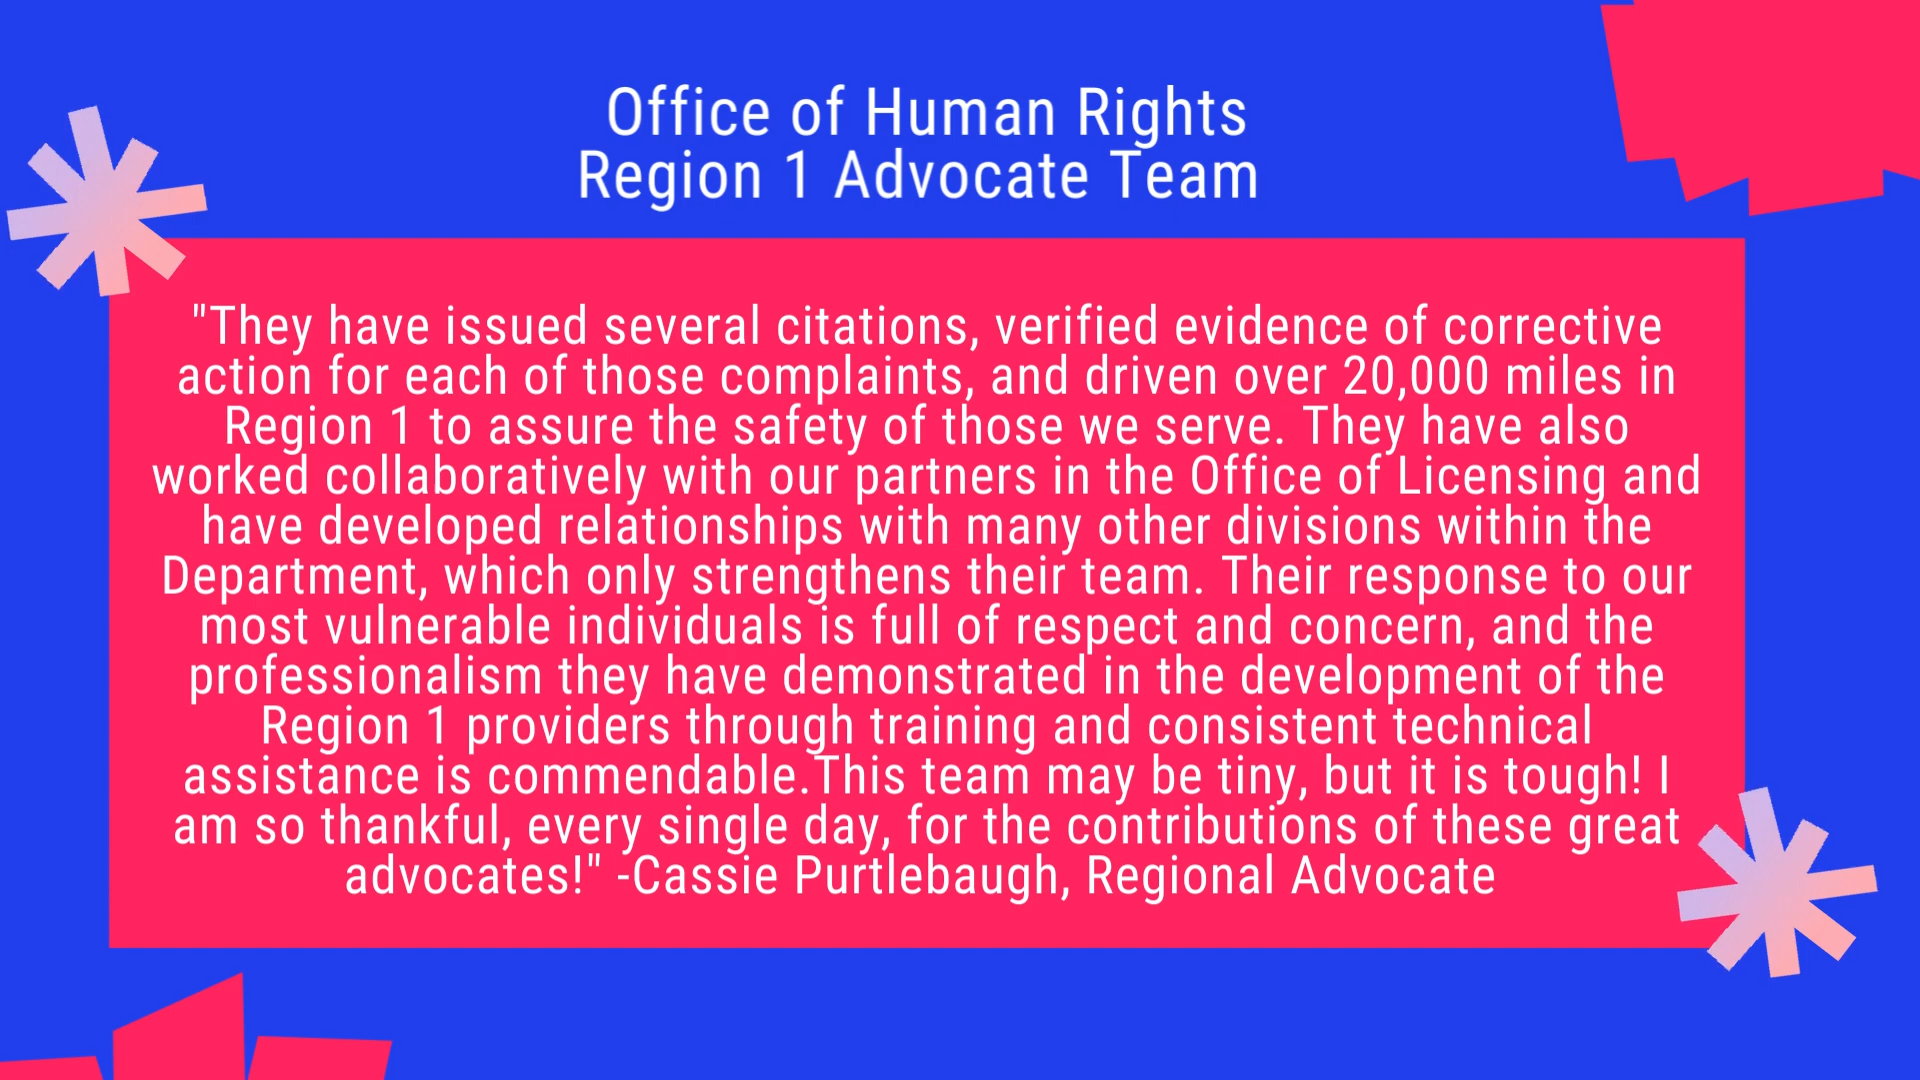 Office of Human Rights
Region 1 Advocate Team
"They have issued several citations, verified evidence of corrective
action for each of those complaints, and driven over 20,000 miles in
Region 1 to assure the safety of those we serve. They have also
worked collaboratively with our partners in the Office of Licensing and
have developed relationships with many other divisions within the
Department, which only strengthens their team. Their response to our
most vulnerable individuals is full of respect and concern, and the
professionalism they have demonstrated in the development of the
Region 1 providers through training and consistent technical
assistance is commendable.This team may be tiny, but it is tough! I
am so thankful, every single day, for the contributions of these great
advocates!" -Cassie Purtlebaugh, Regional Advocate